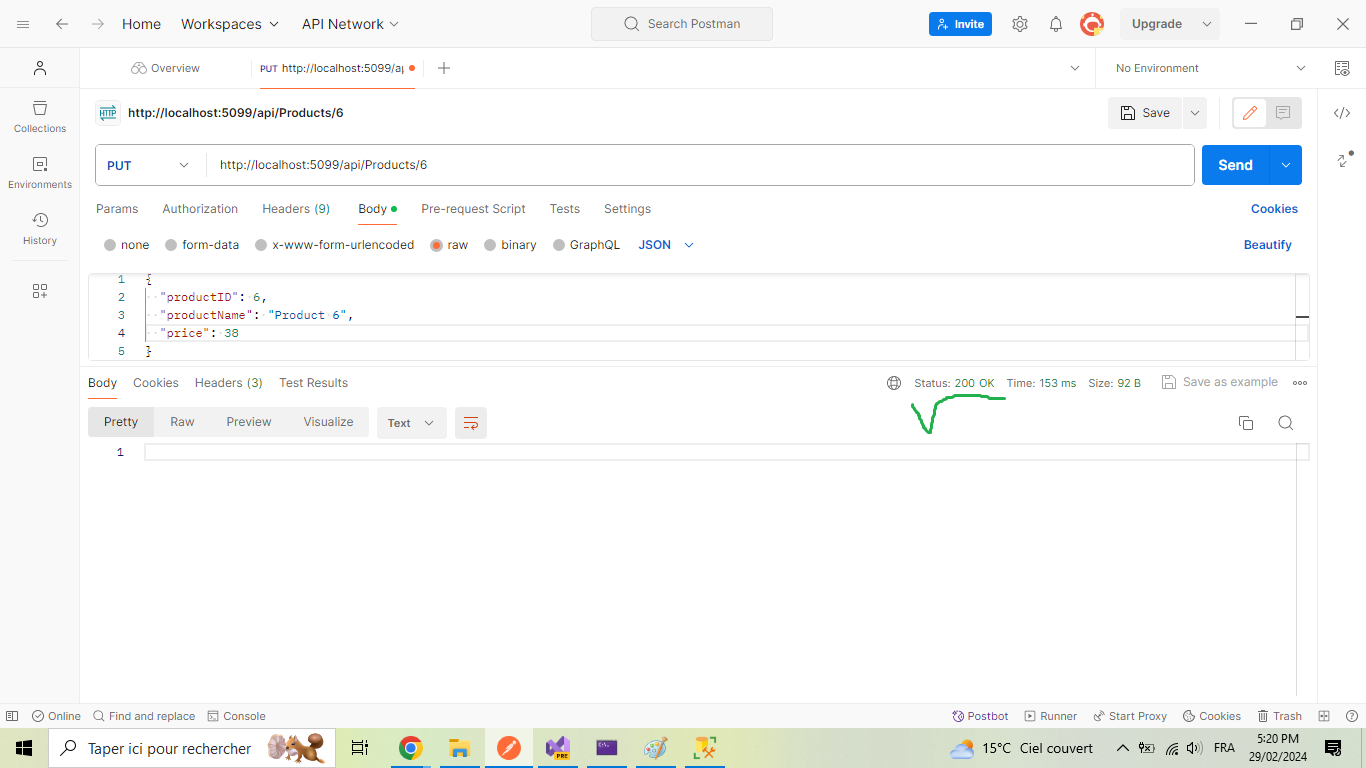 Home Workspaces API Network Search Postman Invite Upgrade
Overview PUT http://localhost:5099/a No Environment
HTTP http://localhost:5099/api/Products/6 Save
Collections
PUT http://localhost:5099/api/Products/6 Send
Environments
Params Authorization Headers (9) Body Pre-request Script Tests Settings Cookies
History
none form-data x-www-form-urlencoded raw binary GraphQL JSON Beautify
1 {
2 "productID": 6,
3 "productName": "Product 6",
4 "price": 38
5 }
Body Cookies Headers (3) Test Results Status: 200 OK Time: 153 ms Size: 92 B Save as example
Pretty Raw Preview Visualize Text
1
Online Find and replace Console Postbot Runner Start Proxy Cookies Trash
Taper ici pour rechercher PRE 15°C Ciel couvert FRA 5:20 PM
29/02/2024